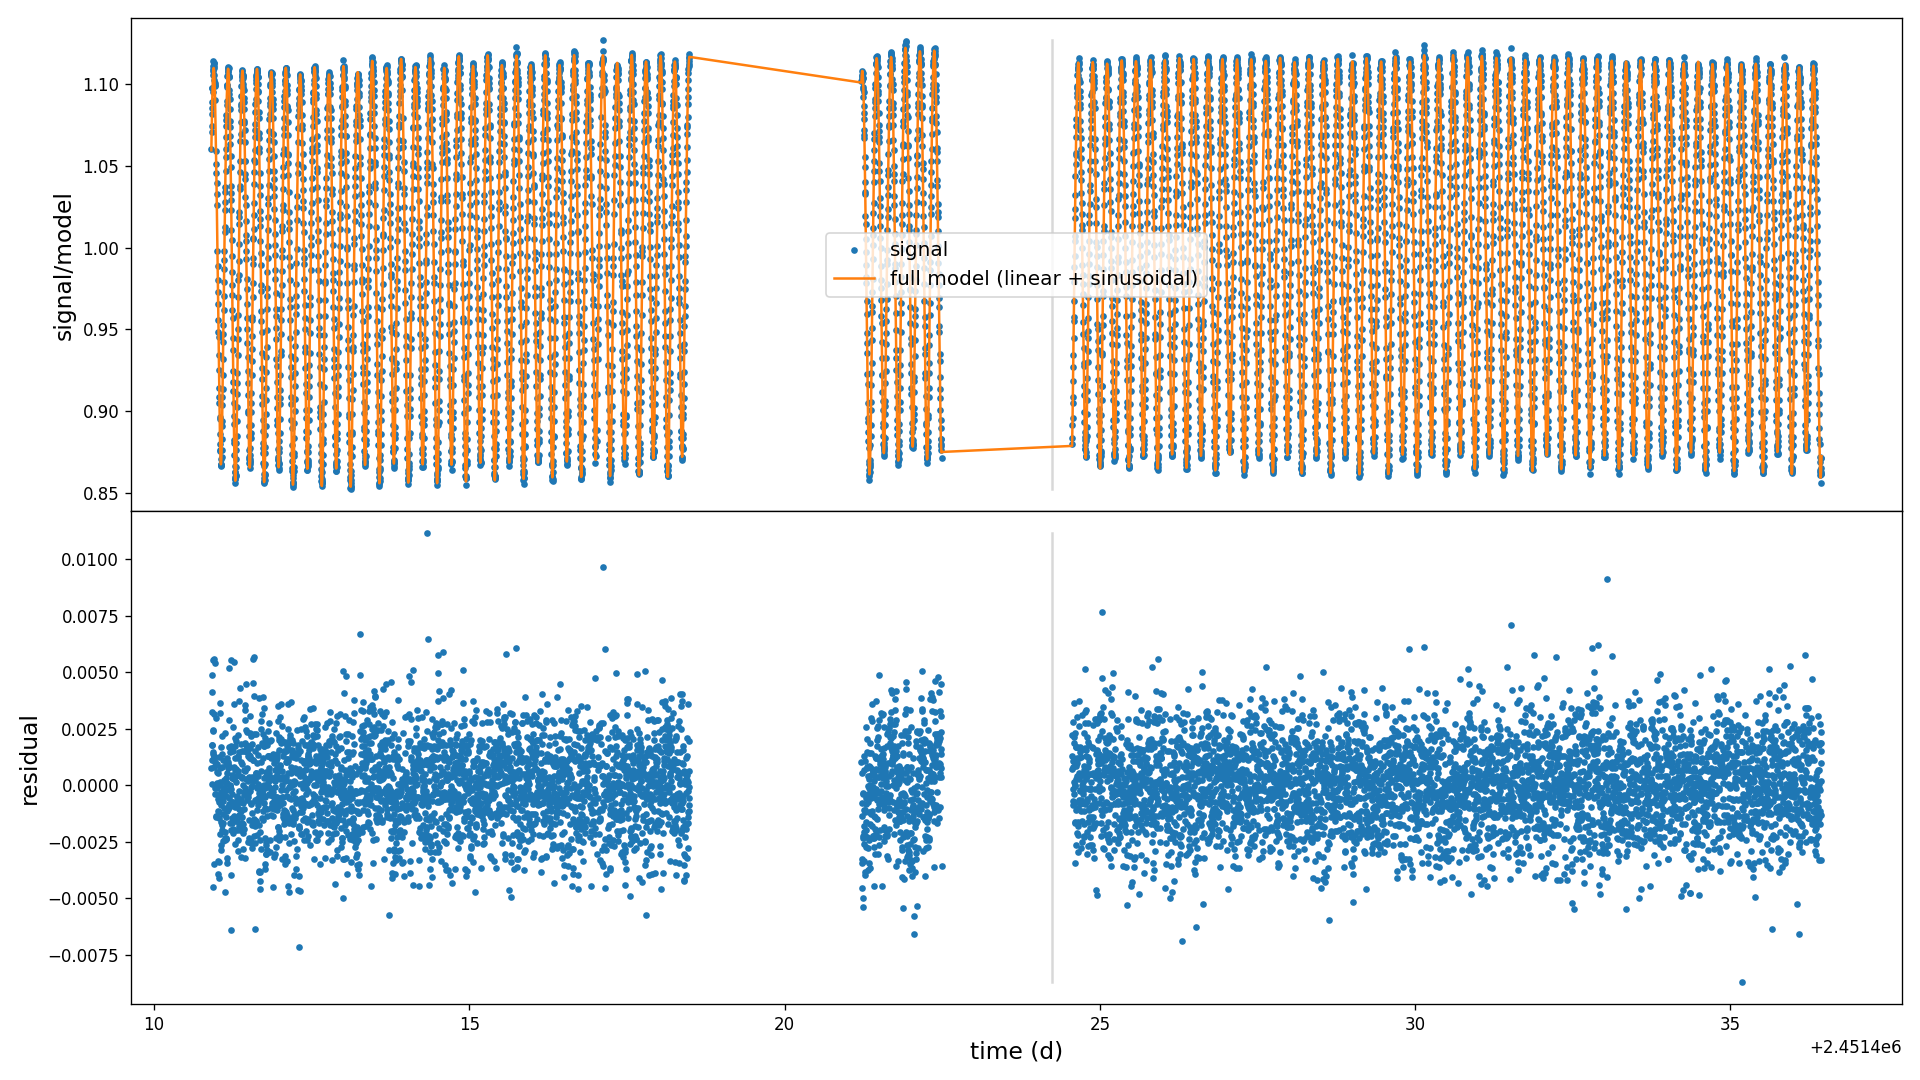 1.10
1.05
1.00
0.95
0.90
0.85
signal/model
signal
full model (linear + sinusoidal)
0.0100
0.0075
0.0050
0.0025
0.0000
−0.0025
−0.0050
−0.0075
residual
10 15 20 25 30 35
time (d)
+2.4514e6